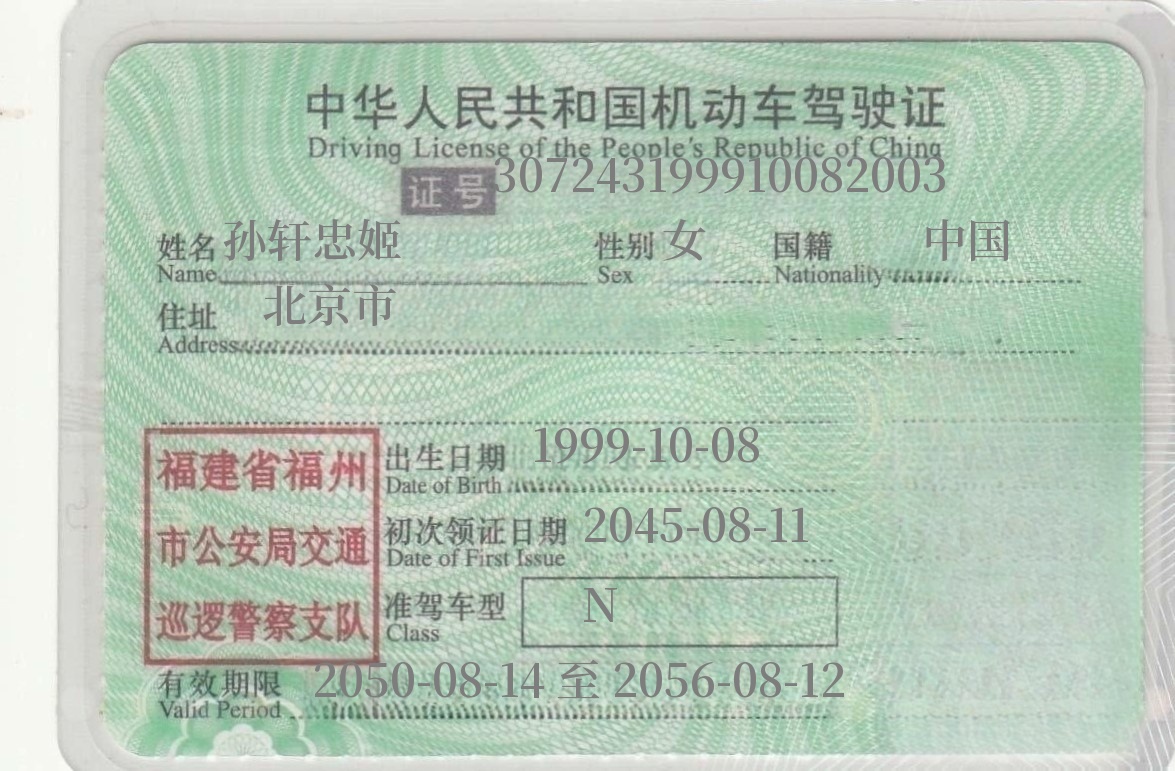 中华人民共和国机动车驾驶证
Driving License of the People's Republic of China
证号 307243199910082003
姓名 孙轩忠姬 性别 女 国籍 中国
Name Sex Nationality
住址 北京市
Address
福建省福州
市公安局交通
巡逻警察支队
出生日期 1999-10-08
Date of Birth
初次领证日期 2045-08-11
Date of First Issue
准驾车型 N
Class
有效期限 2050-08-14 至 2056-08-12
Valid Period